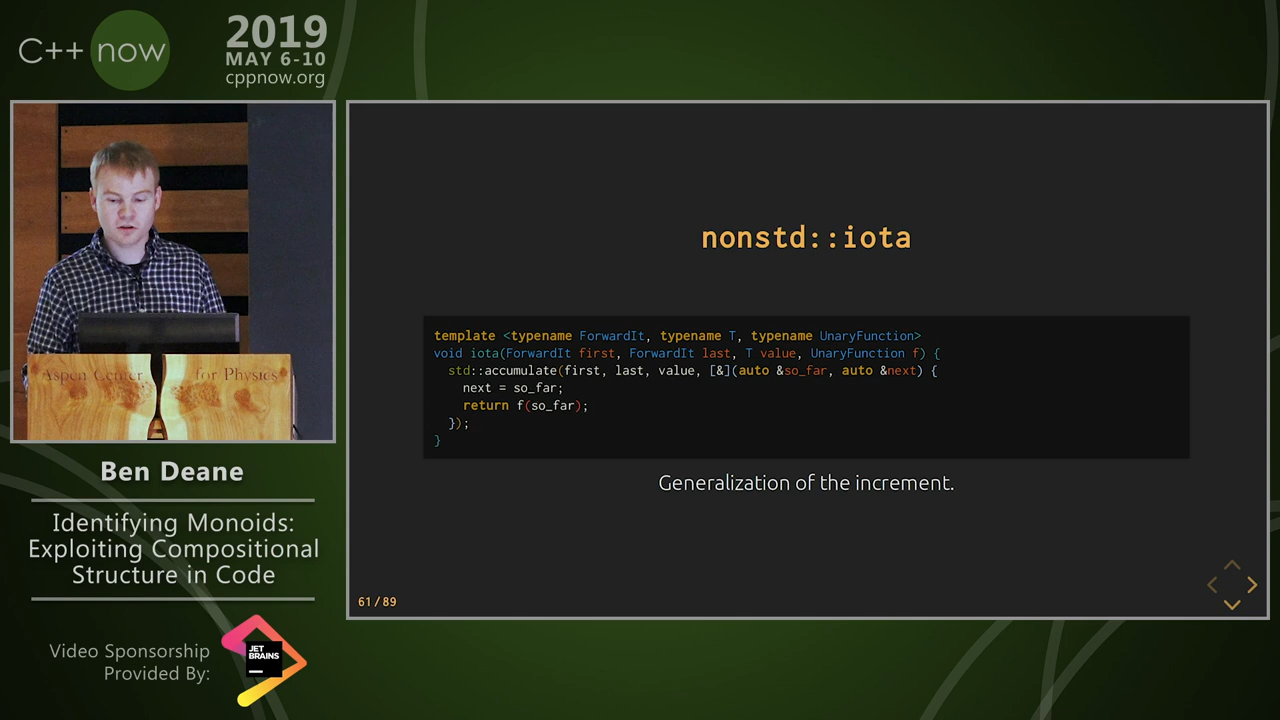 C++ now
2019
MAY 6-10
cppnow.org
Aspen Center for Physics
Ben Deane
Identifying Monoids:
Exploiting Compositional
Structure in Code
Video Sponsorship
Provided By:
JET
BRAINS
nonstd::iota
template <typename ForwardIt, typename T, typename UnaryFunction>
void iota(ForwardIt first, ForwardIt last, T value, UnaryFunction f) {
  std::accumulate(first, last, value, [&](auto &so_far, auto &next) {
    next = so_far;
    return f(so_far);
  });
}
Generalization of the increment.
61/89